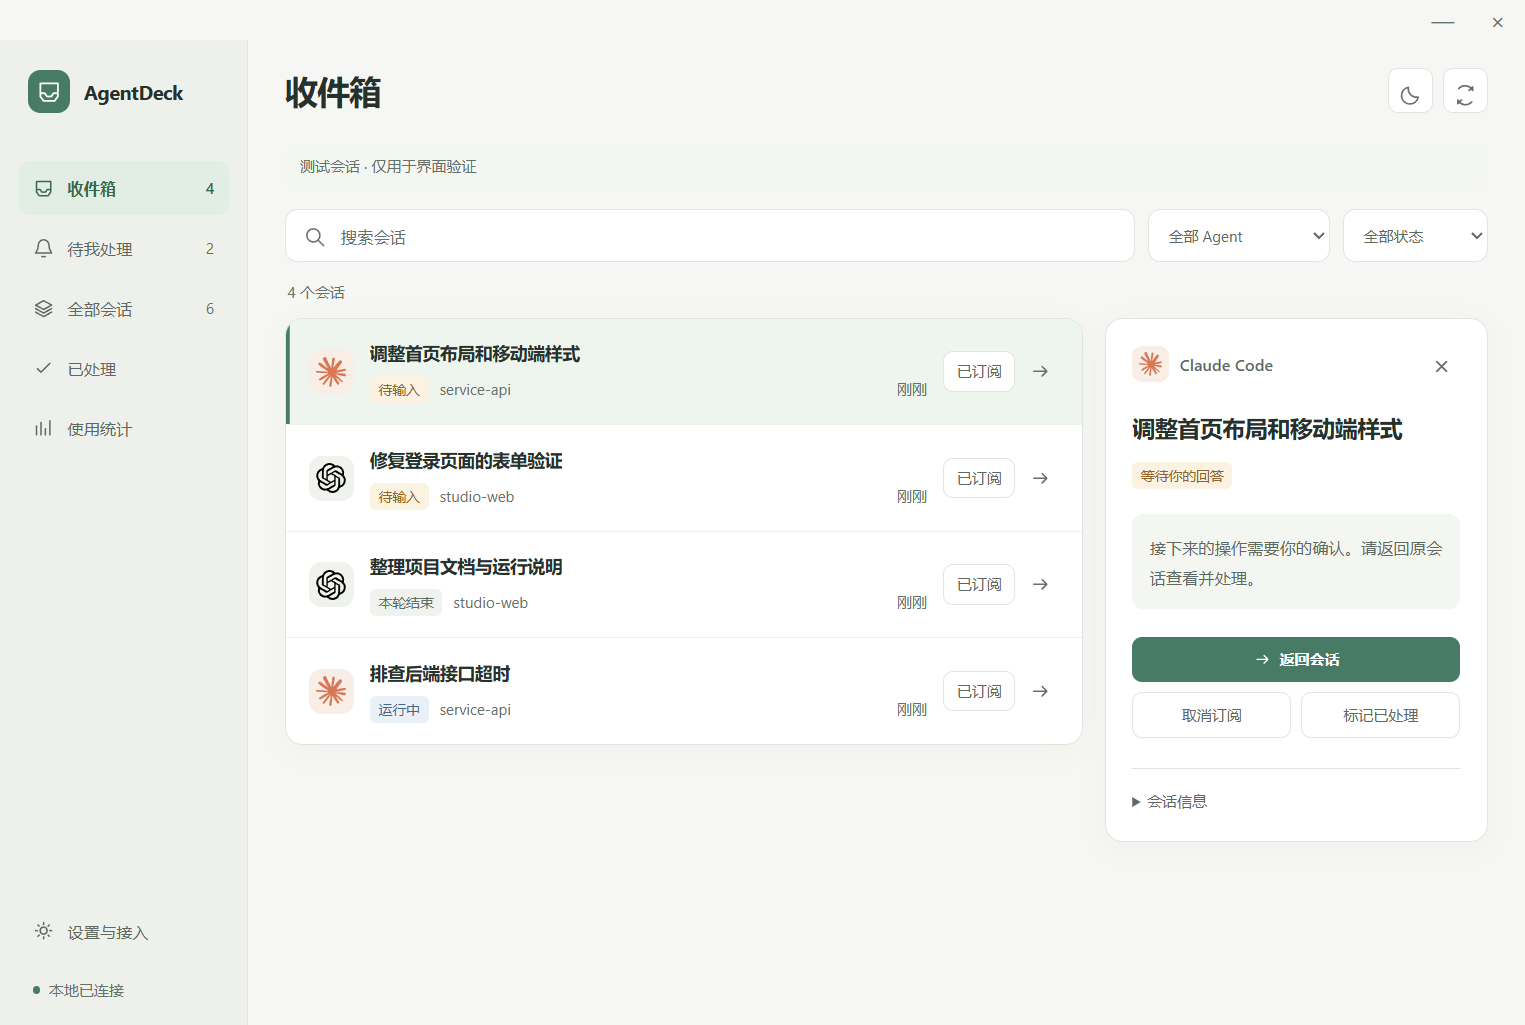 AgentDeck
收件箱 4
待我处理 2
全部会话 6
已处理
使用统计
设置与接入
本地已连接
收件箱
测试会话 · 仅用于界面验证
搜索会话
全部 Agent
全部状态
4 个会话
调整首页布局和移动端样式
待输入 service-api 刚刚 已订阅
修复登录页面的表单验证
待输入 studio-web 刚刚 已订阅
整理项目文档与运行说明
本轮结束 studio-web 刚刚 已订阅
排查后端接口超时
运行中 service-api 刚刚 已订阅
Claude Code
调整首页布局和移动端样式
等待你的回答
接下来的操作需要你的确认。请返回原会
话查看并处理。
返回会话
取消订阅 标记已处理
会话信息